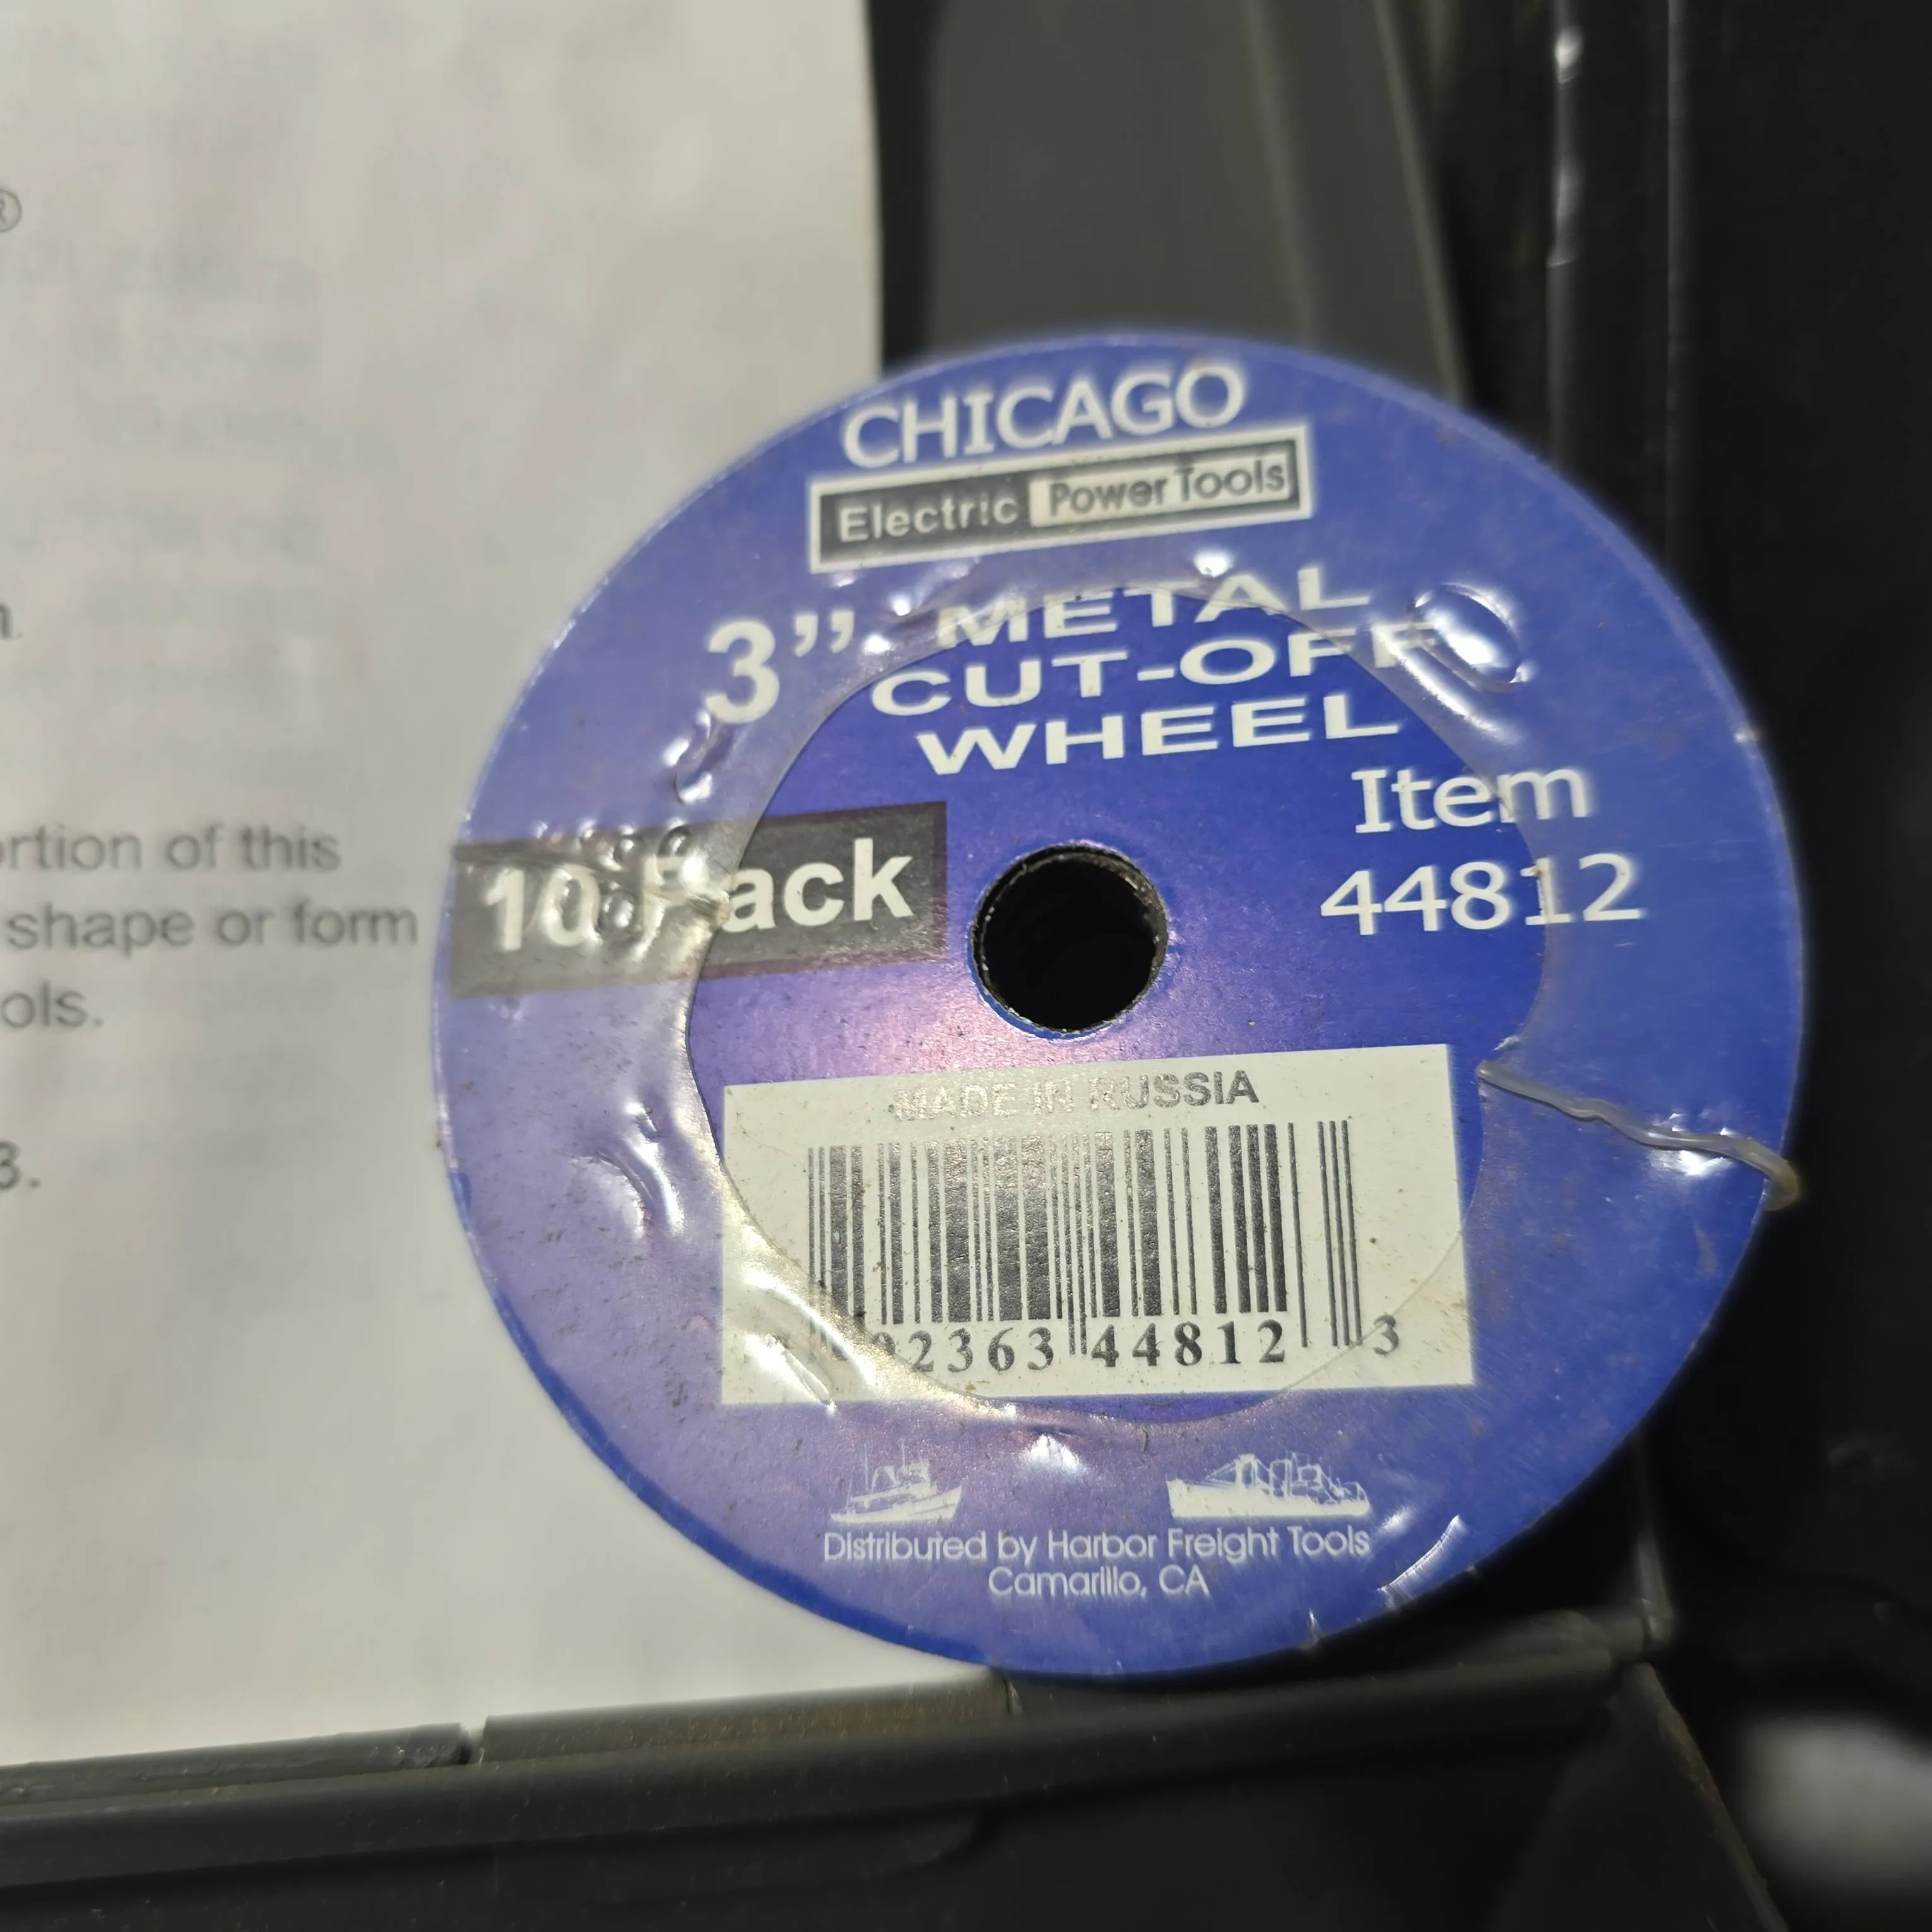 ®
ortion of this
shape or form
ols.
3.
CHICAGO
Electric Power Tools
3” METAL
CUT-OFF
WHEEL
Item
44812
10 Pack
MADE IN RUSSIA
92363 44812 3
Distributed by Harbor Freight Tools
Camarillo, CA